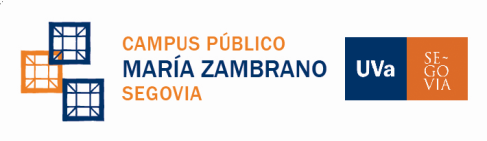 CAMPUS PÚBLICO
MARÍA ZAMBRANO
SEGOVIA
UVa
SE~
GO
VIA